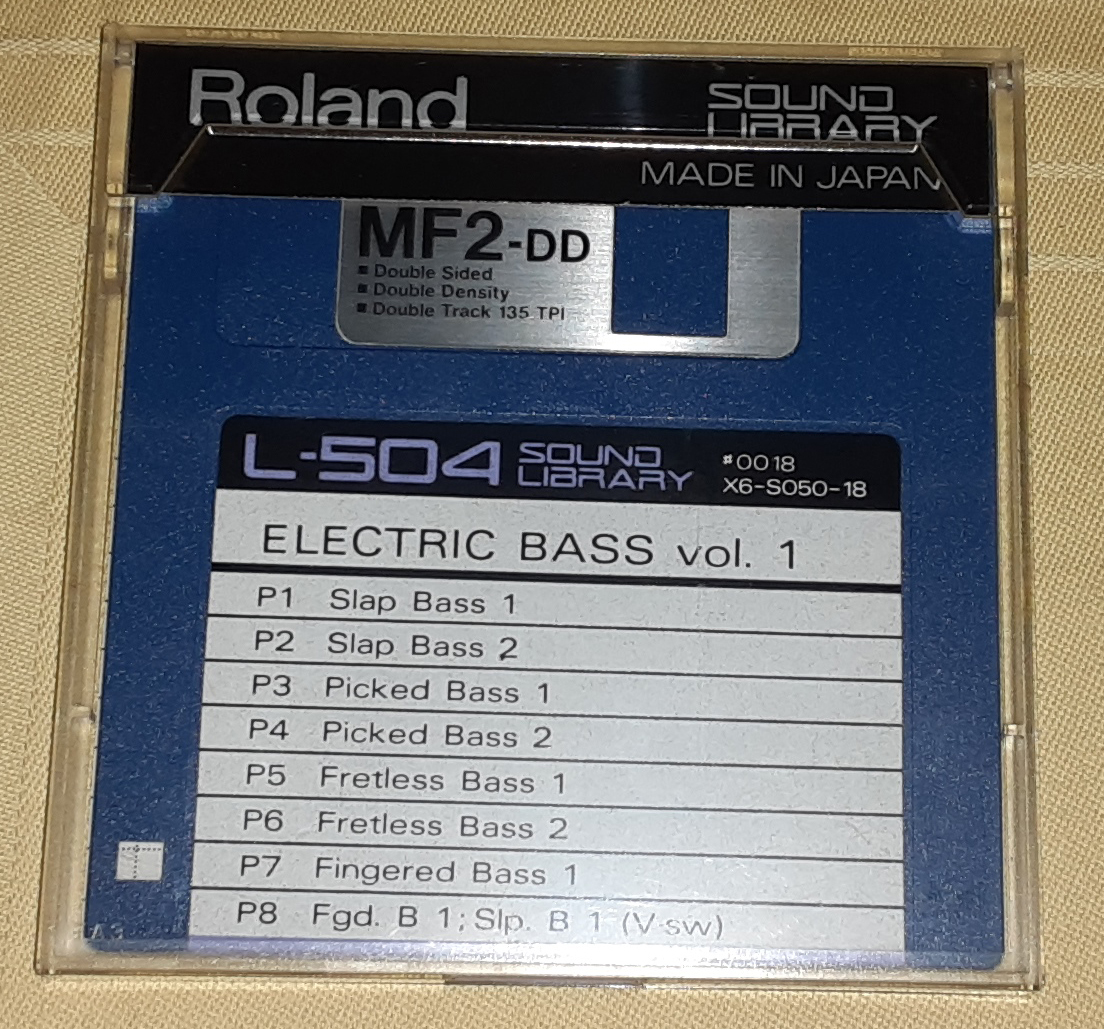 Roland
SOUND
LIBRARY
MADE IN JAPAN
MF2-DD
■ Double Sided
■ Double Density
■ Double Track 135 TPI
L-504 SOUND LIBRARY
#0018
X6-S050-18
ELECTRIC BASS vol. 1
P1 Slap Bass 1
P2 Slap Bass 2
P3 Picked Bass 1
P4 Picked Bass 2
P5 Fretless Bass 1
P6 Fretless Bass 2
P7 Fingered Bass 1
P8 Fgd. B 1; Slp. B 1 (V-sw)